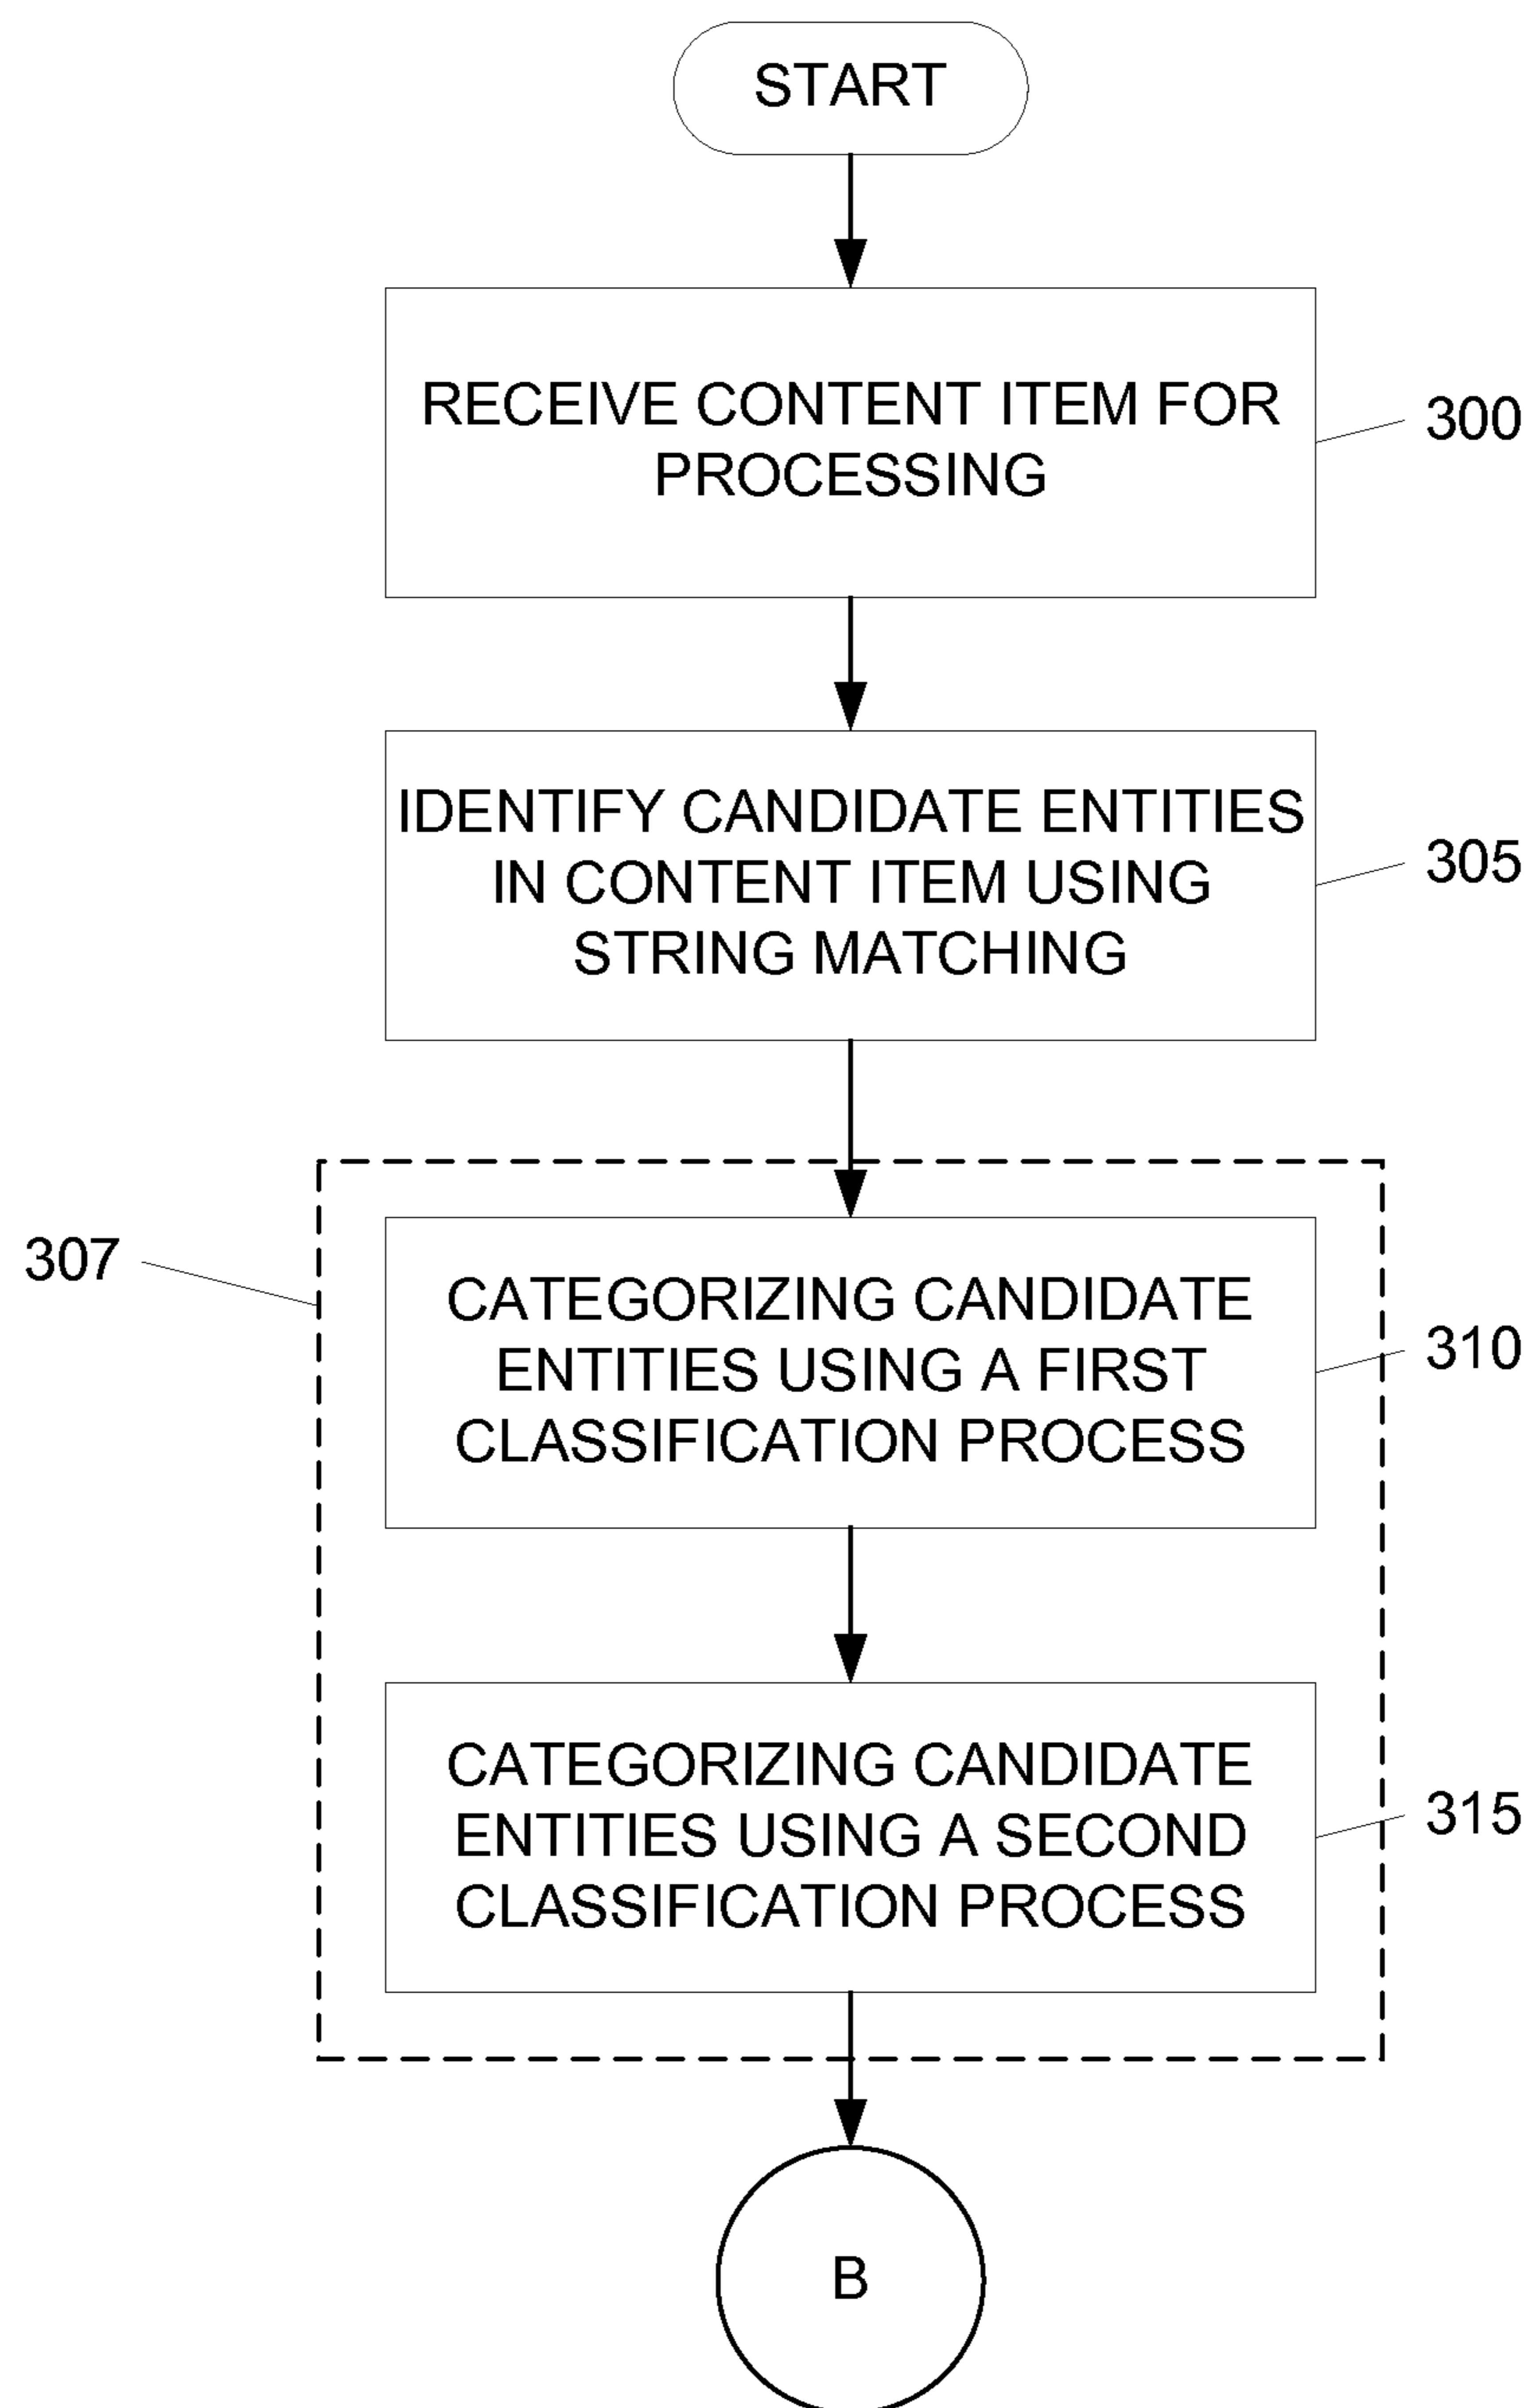 START
RECEIVE CONTENT ITEM FOR
PROCESSING
300
IDENTIFY CANDIDATE ENTITIES
IN CONTENT ITEM USING
STRING MATCHING
305
307
CATEGORIZING CANDIDATE
ENTITIES USING A FIRST
CLASSIFICATION PROCESS
310
CATEGORIZING CANDIDATE
ENTITIES USING A SECOND
CLASSIFICATION PROCESS
315
B